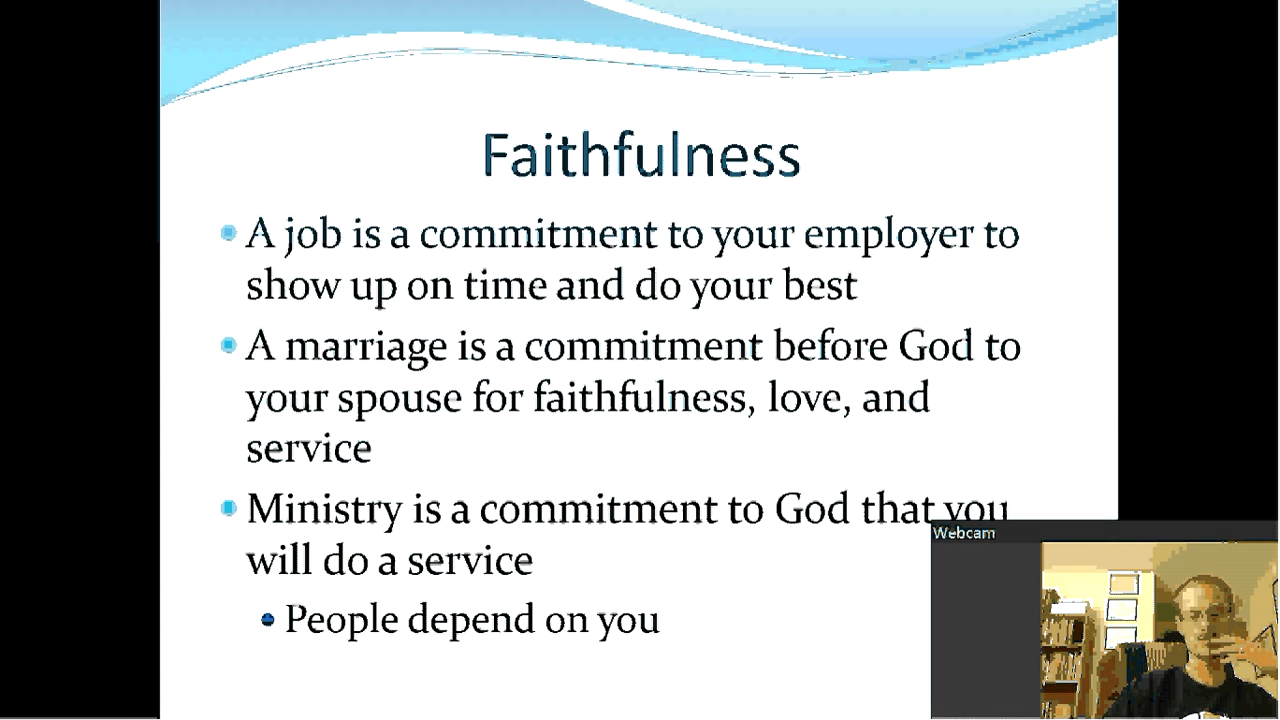 Faithfulness
A job is a commitment to your employer to
show up on time and do your best
A marriage is a commitment before God to
your spouse for faithfulness, love, and
service
Ministry is a commitment to God that you
will do a service
People depend on you
Webcam